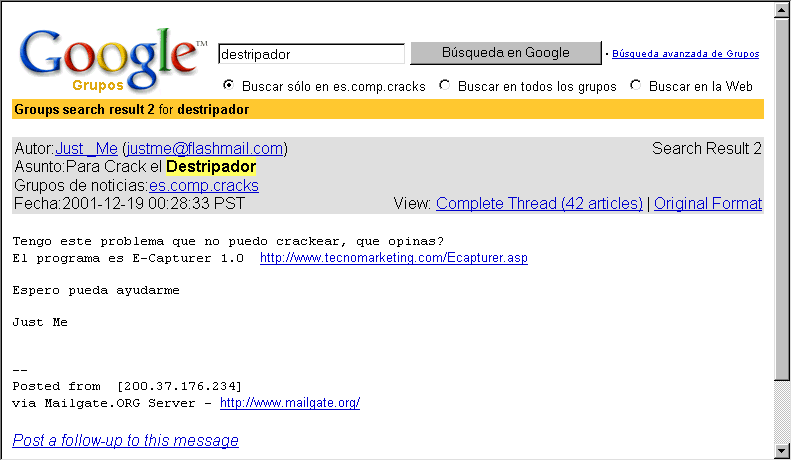 Google™
Grupos
destripador
Búsqueda en Google
• Búsqueda avanzada de Grupos
Buscar sólo en es.comp.cracks Buscar en todos los grupos Buscar en la Web
Groups search result 2 for destripador
Autor:Just _Me (justme@flashmail.com) Search Result 2
Asunto:Para Crack el Destripador
Grupos de noticias:es.comp.cracks
Fecha:2001-12-19 00:28:33 PST View: Complete Thread (42 articles) | Original Format
Tengo este problema que no puedo crackear, que opinas?
El programa es E-Capturer 1.0 http://www.tecnomarketing.com/Ecapturer.asp
Espero pueda ayudarme
Just Me
--
Posted from [200.37.176.234]
via Mailgate.ORG Server - http://www.mailgate.org/
Post a follow-up to this message